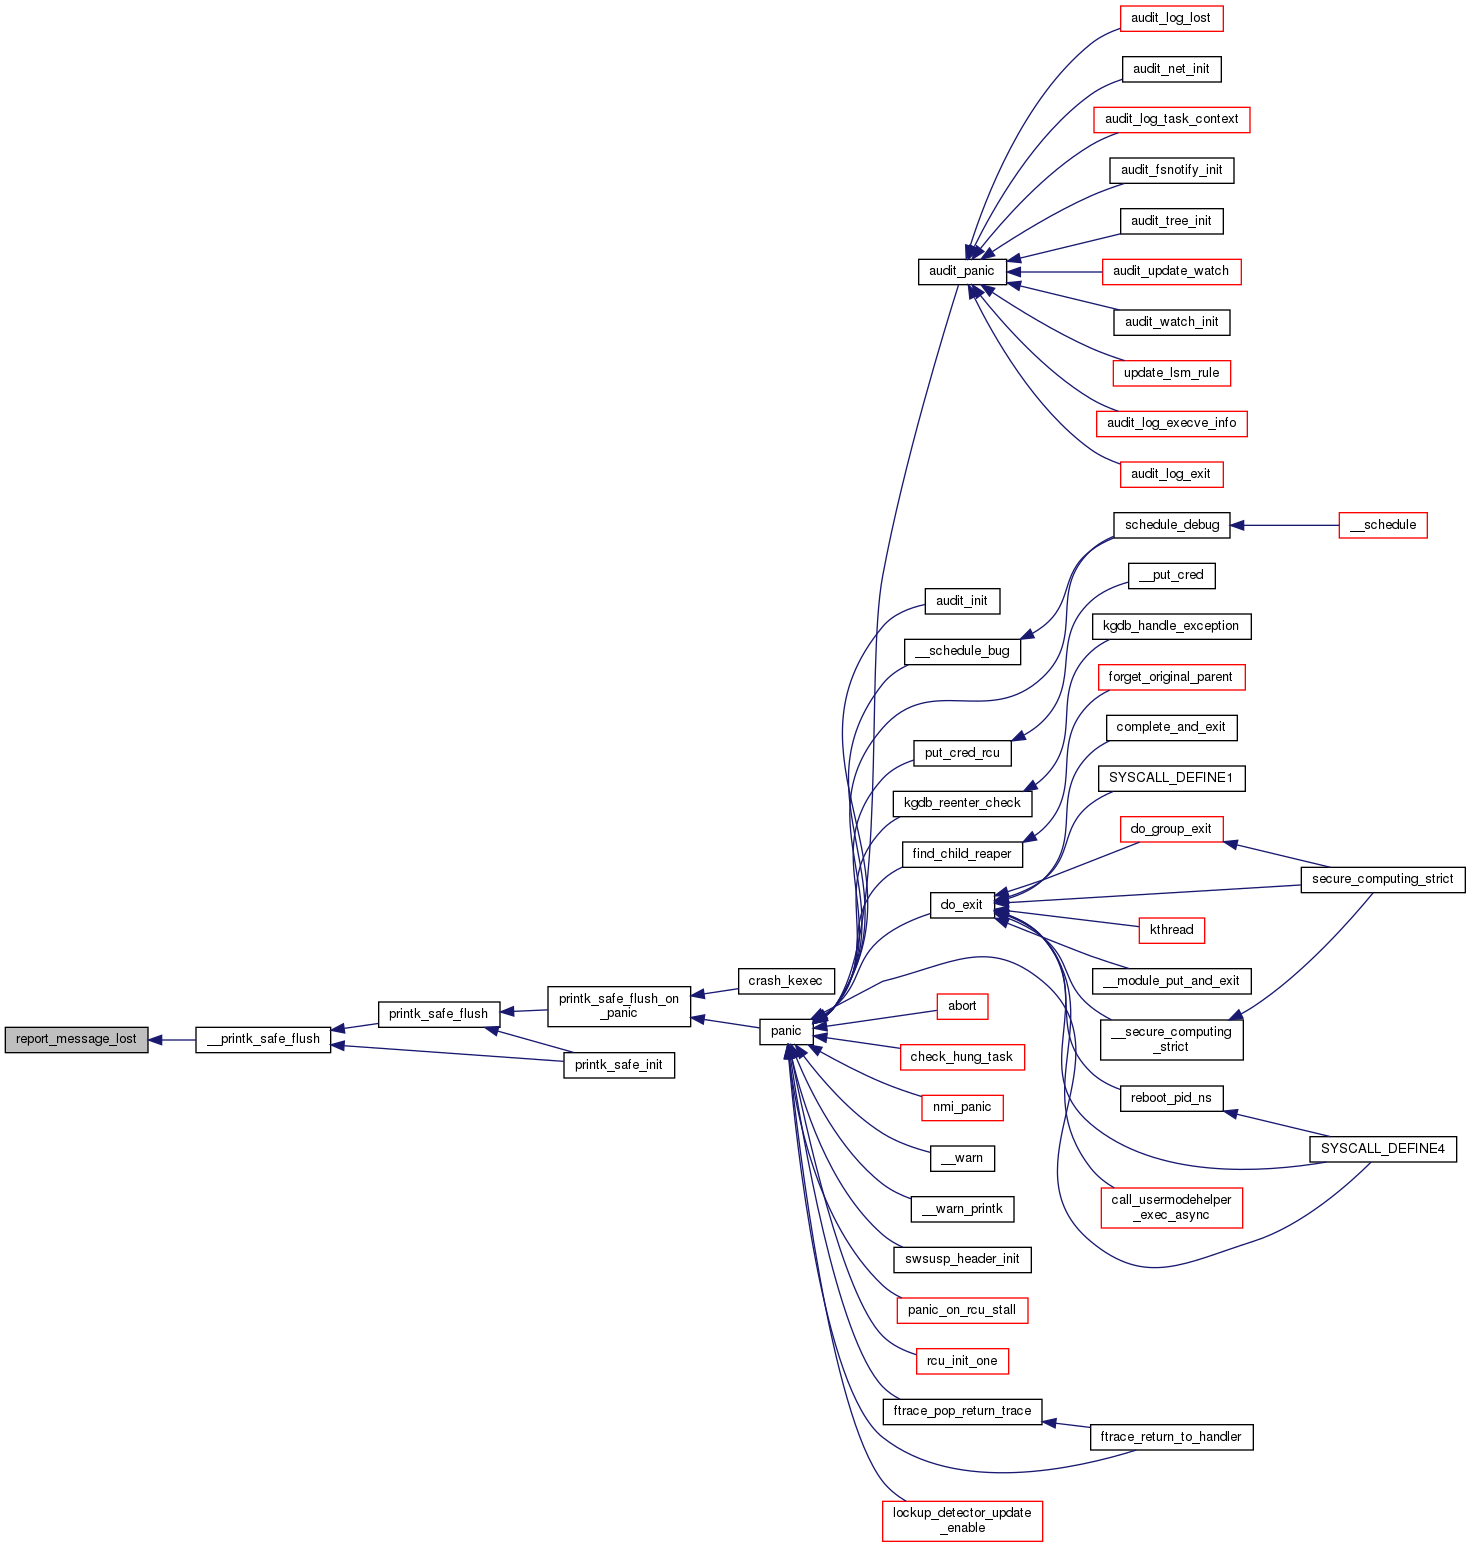 audit_log_lost
audit_net_init
audit_log_task_context
audit_fsnotify_init
audit_tree_init
audit_panic
audit_update_watch
audit_watch_init
update_lsm_rule
audit_log_execve_info
audit_log_exit
schedule_debug
__schedule
__put_cred
audit_init
kgdb_handle_exception
__schedule_bug
forget_original_parent
complete_and_exit
put_cred_rcu
SYSCALL_DEFINE1
kgdb_reenter_check
do_group_exit
find_child_reaper
secure_computing_strict
do_exit
kthread
__module_put_and_exit
crash_kexec
printk_safe_flush_on
_panic
abort
printk_safe_flush
panic
__secure_computing
_strict
report_message_lost
__printk_safe_flush
check_hung_task
printk_safe_init
reboot_pid_ns
nmi_panic
SYSCALL_DEFINE4
__warn
call_usermodehelper
_exec_async
__warn_printk
swsusp_header_init
panic_on_rcu_stall
rcu_init_one
ftrace_pop_return_trace
ftrace_return_to_handler
lockup_detector_update
_enable